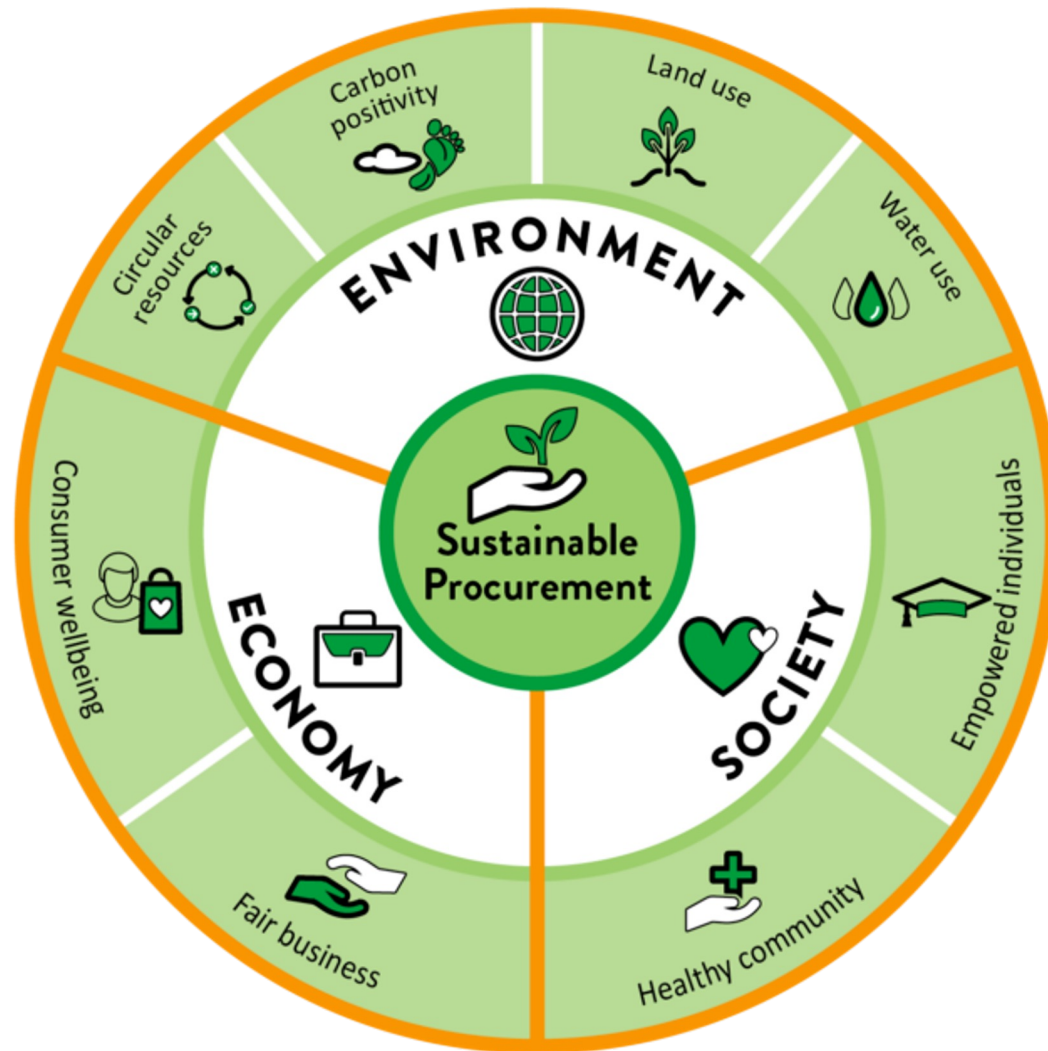 Carbon
positivity
Land use
Circular
resources
Water use
ENVIRONMENT
Sustainable
Procurement
Consumer wellbeing
Empowered individuals
ECONOMY
SOCIETY
Fair business
Healthy community